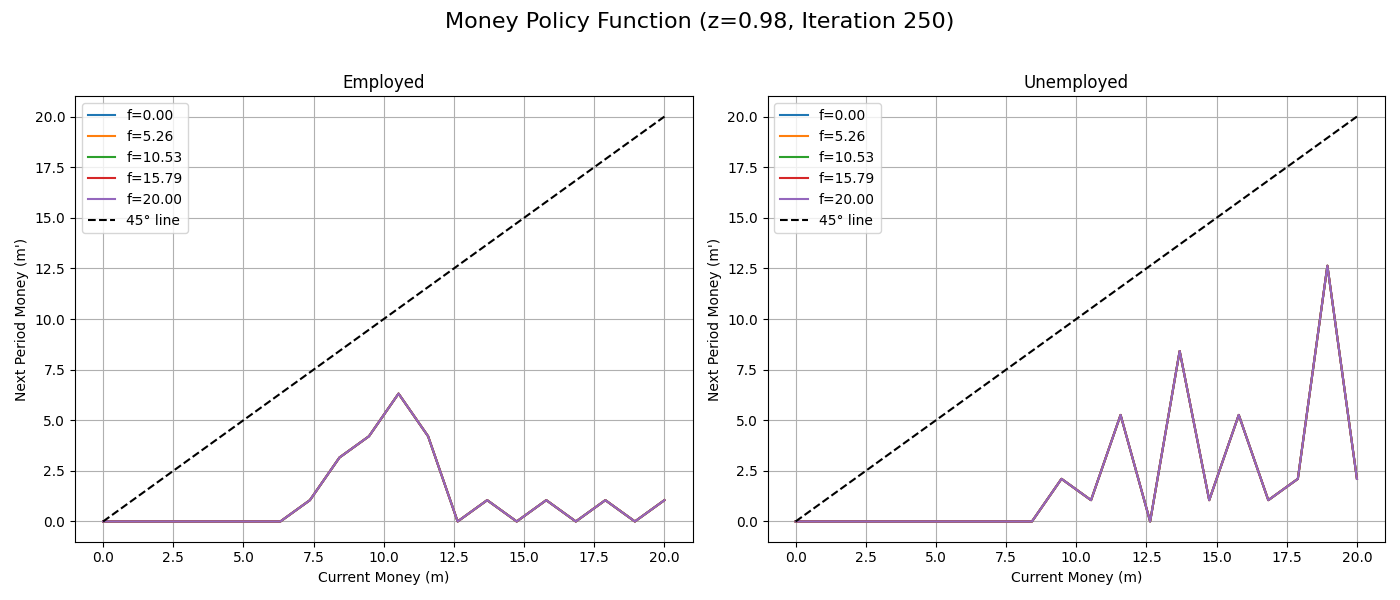 Money Policy Function (z=0.98, Iteration 250)
Employed
f=0.00
f=5.26
f=10.53
f=15.79
f=20.00
45° line
20.0
17.5
15.0
12.5
10.0
7.5
5.0
2.5
0.0
Next Period Money (m')
0.0 2.5 5.0 7.5 10.0 12.5 15.0 17.5 20.0
Current Money (m)
Unemployed
f=0.00
f=5.26
f=10.53
f=15.79
f=20.00
45° line
20.0
17.5
15.0
12.5
10.0
7.5
5.0
2.5
0.0
Next Period Money (m')
0.0 2.5 5.0 7.5 10.0 12.5 15.0 17.5 20.0
Current Money (m)